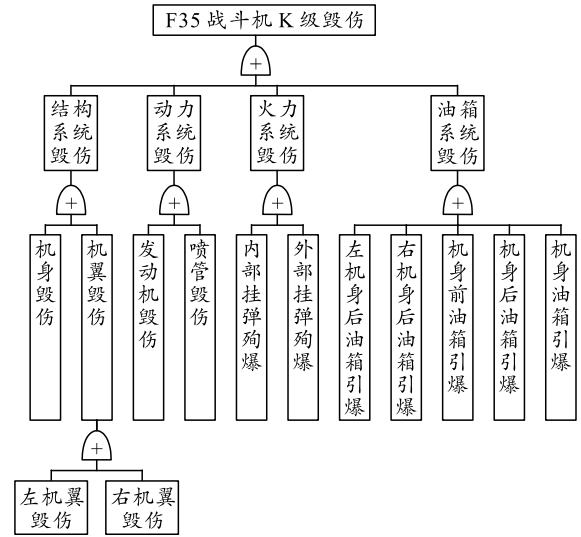 F35战斗机K级毁伤
+
结构
系统
毁伤
动力
系统
毁伤
火力
系统
毁伤
油箱
系统
毁伤
+
+
+
+
机身毁伤
机翼毁伤
发动机毁伤
喷管毁伤
内部挂弹殉爆
外部挂弹殉爆
左机身后油箱引爆
右机身后油箱引爆
机身前油箱引爆
机身后油箱引爆
机身油箱引爆
+
左机翼
毁伤
右机翼
毁伤